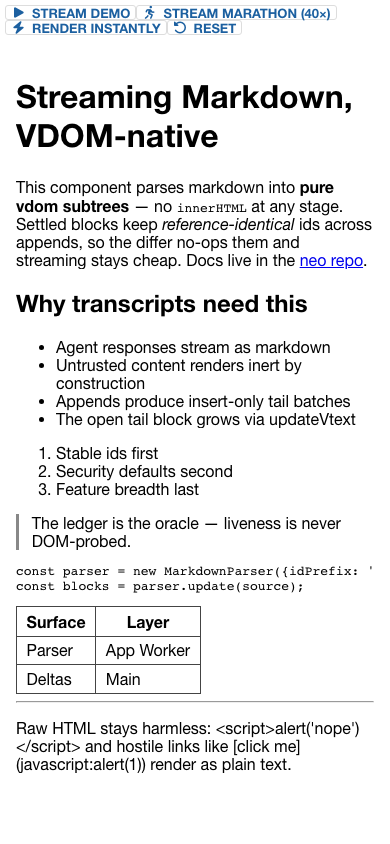 STREAM DEMO STREAM MARATHON (40×)
RENDER INSTANTLY RESET
Streaming Markdown,
VDOM-native
This component parses markdown into pure
vdom subtrees — no innerHTML at any stage.
Settled blocks keep reference-identical ids across
appends, so the differ no-ops them and
streaming stays cheap. Docs live in the neo repo.
Why transcripts need this
• Agent responses stream as markdown
• Untrusted content renders inert by
construction
• Appends produce insert-only tail batches
• The open tail block grows via updateVtext
1. Stable ids first
2. Security defaults second
3. Feature breadth last
The ledger is the oracle — liveness is never
DOM-probed.
const parser = new MarkdownParser({idPrefix: '
const blocks = parser.update(source);
Surface Layer
Parser App Worker
Deltas Main
Raw HTML stays harmless: <script>alert('nope')
</script> and hostile links like [click me]
(javascript:alert(1)) render as plain text.